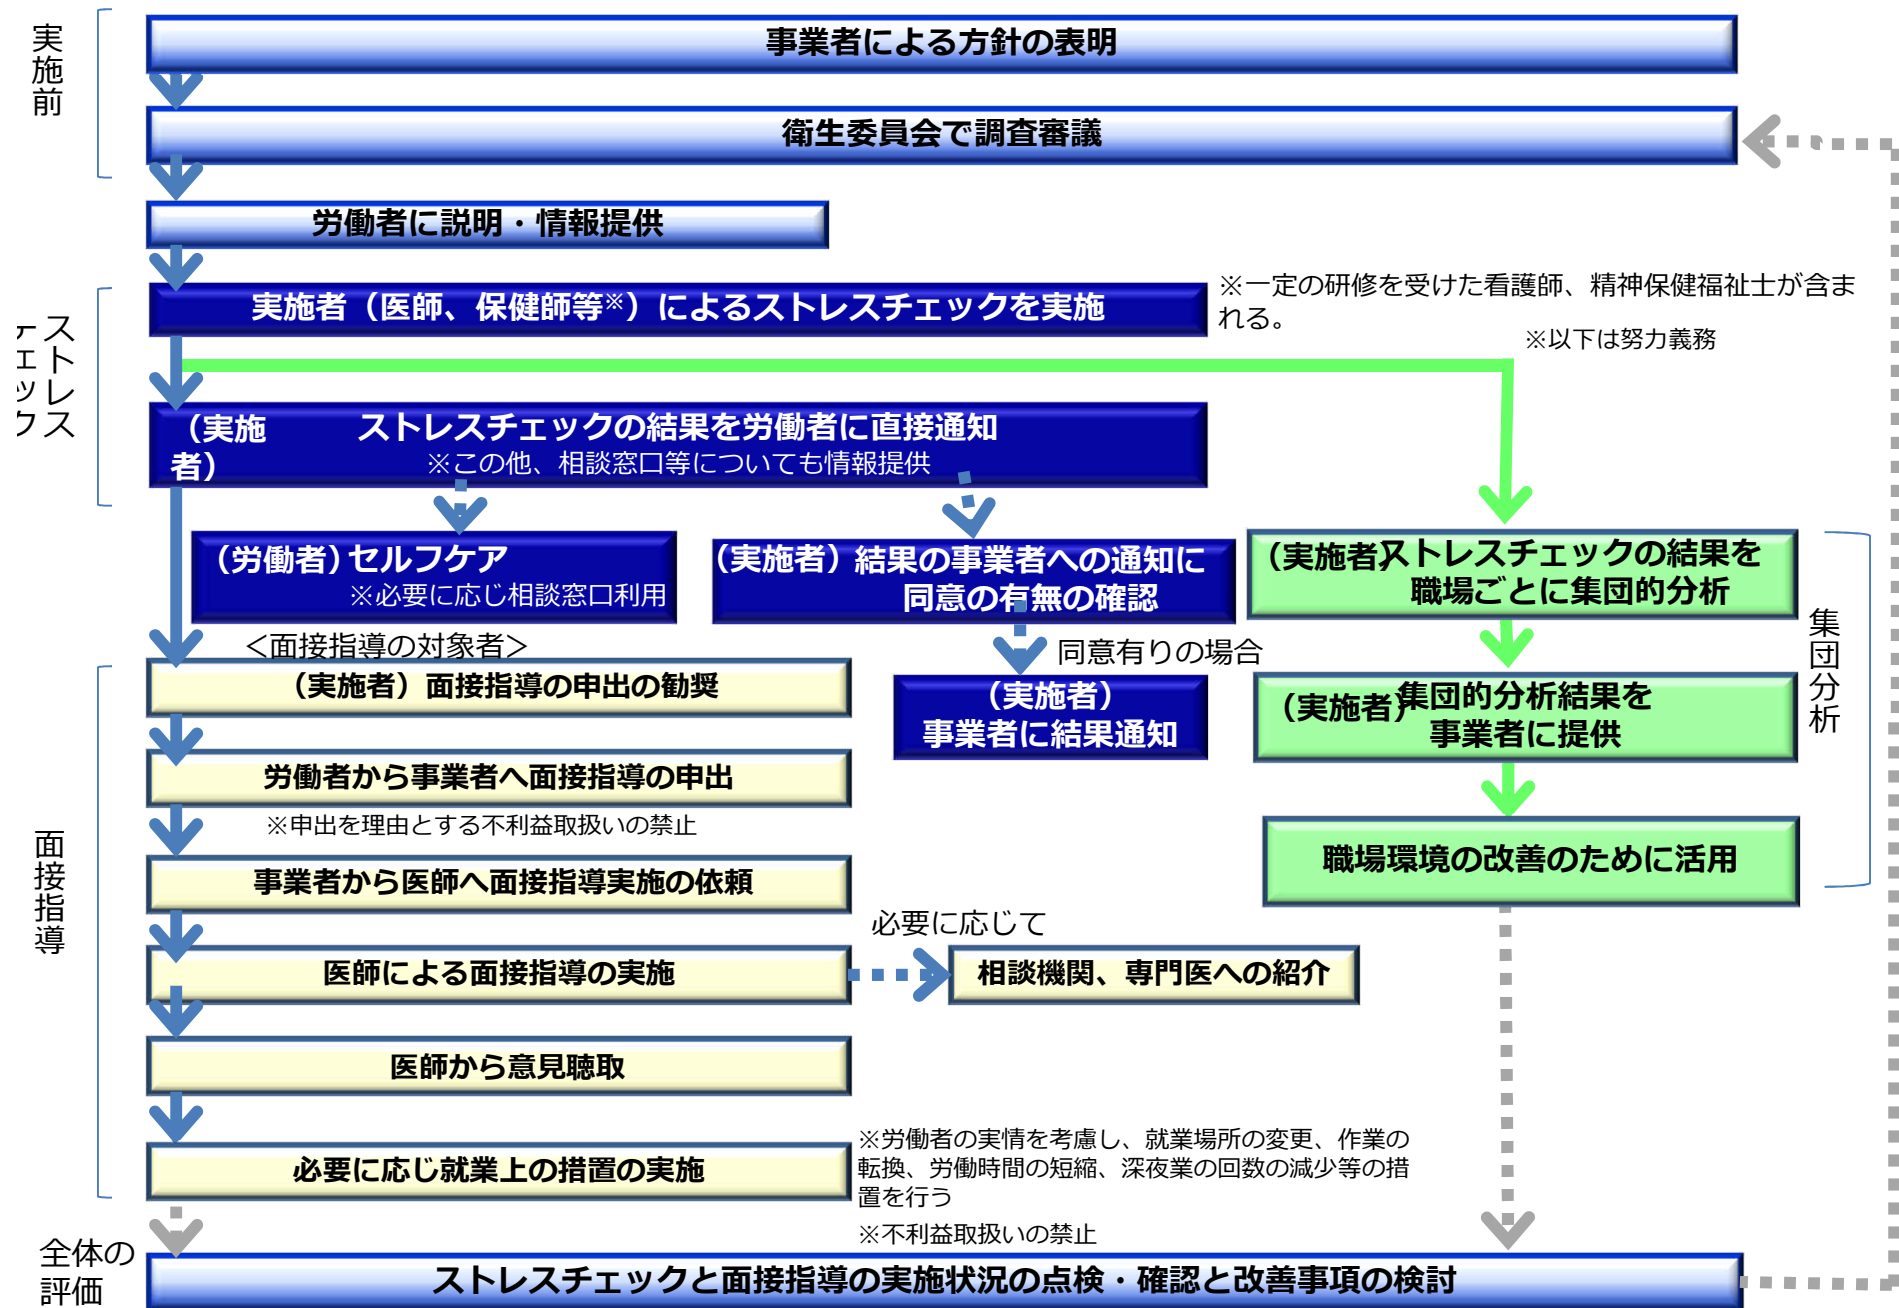 実施前
事業者による方針の表明
衛生委員会で調査審議
労働者に説明・情報提供
ストレス
チェック
実施者（医師、保健師等※）によるストレスチェックを実施
※一定の研修を受けた看護師、精神保健福祉士が含ま
れる。
※以下は努力義務
（実施
者）
ストレスチェックの結果を労働者に直接通知
※この他、相談窓口等についても情報提供
（労働者）セルフケア
※必要に応じ相談窓口利用
（実施者）結果の事業者への通知に
同意の有無の確認
同意有りの場合
（実施者）
事業者に結果通知
集団分析
（実施者）ストレスチェックの結果を
職場ごとに集団的分析
（実施者）集団的分析結果を
事業者に提供
職場環境の改善のために活用
面接指導
＜面接指導の対象者＞
（実施者）面接指導の申出の勧奨
労働者から事業者へ面接指導の申出
※申出を理由とする不利益取扱いの禁止
事業者から医師へ面接指導実施の依頼
医師による面接指導の実施
必要に応じて
相談機関、専門医への紹介
医師から意見聴取
必要に応じ就業上の措置の実施
※労働者の実情を考慮し、就業場所の変更、作業の
転換、労働時間の短縮、深夜業の回数の減少等の措
置を行う
※不利益取扱いの禁止
全体の
評価
ストレスチェックと面接指導の実施状況の点検・確認と改善事項の検討